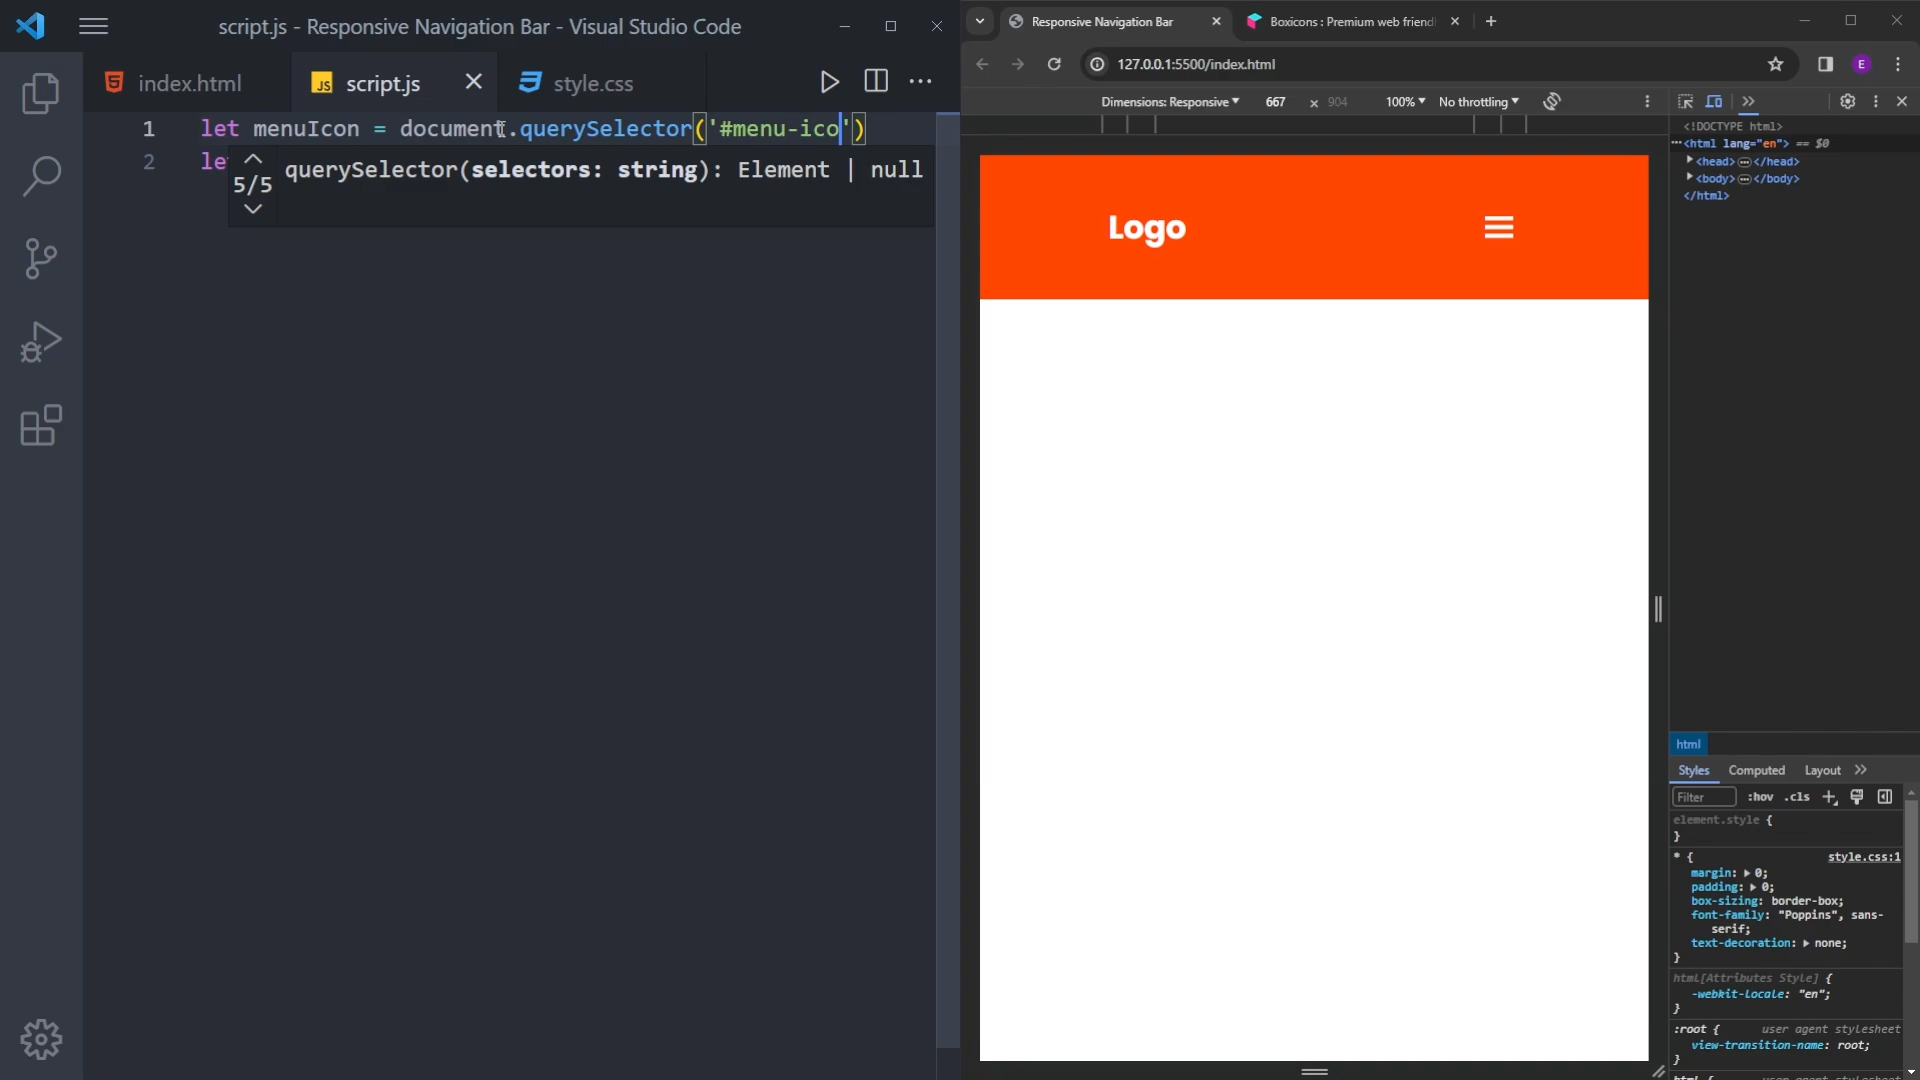 script.js - Responsive Navigation Bar - Visual Studio Code
index.html
JS script.js
style.css
1 let menuIcon = document.querySelector('#menu-ico')
2 le
5/5 querySelector(selectors: string): Element | null
Responsive Navigation Bar
Boxicons : Premium web friend
127.0.0.1:5500/index.html
E
Dimensions: Responsive 667 × 904 100% No throttling
Logo
<!DOCTYPE html>
<html lang="en"> == $0
<head> </head>
<body> </body>
</html>
html
Styles Computed Layout
Filter :hov .cls
element.style {
}
* { style.css:1
margin: 0;
padding: 0;
box-sizing: border-box;
font-family: "Poppins", sans-
serif;
text-decoration: none;
}
html[Attributes Style] {
-webkit-locale: "en";
}
:root { user agent stylesheet
view-transition-name: root;
}